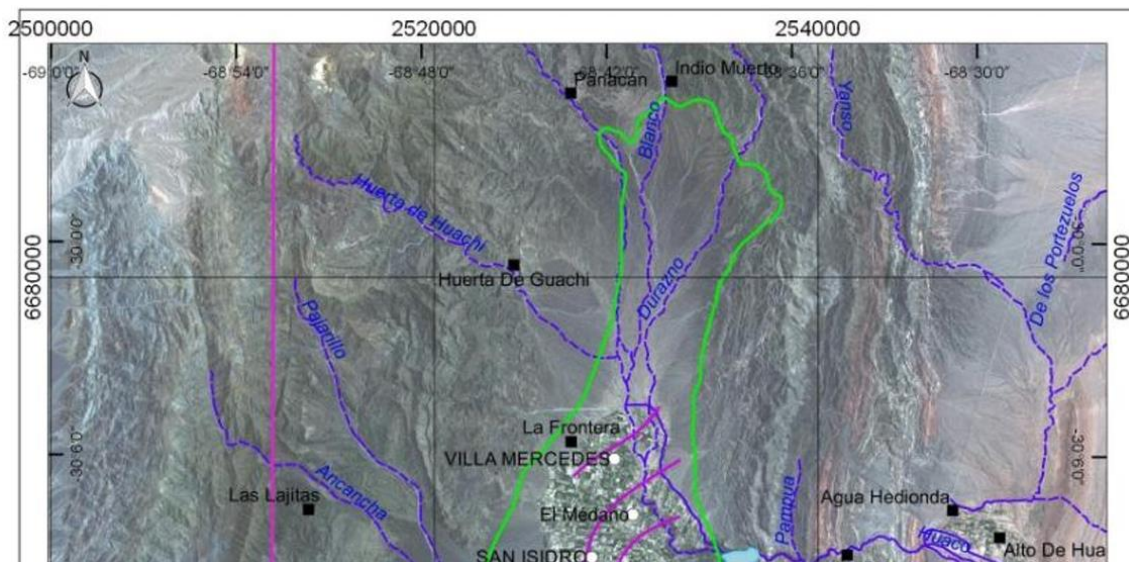 2500000
2520000
2540000
N
-69°0'0"
-68°54'0"
-68°48'0"
-68°42'0"
-68°36'0"
-68°30'0"
Panacan
Indio Muerto
Blanco
Yanso
Huerta de Huachi
De los Portezuelos
-30°0'0"
-30°0'0"
6680000
6680000
Huerta De Guachi
Durazno
Pajarillo
La Frontera
VILLA MERCEDES
-30°6'0"
-30°6'0"
Las Lajitas
Ancancha
El Médano
Pampua
Agua Hedionda
Huaco
Alto De Hua
SAN ISIDRO